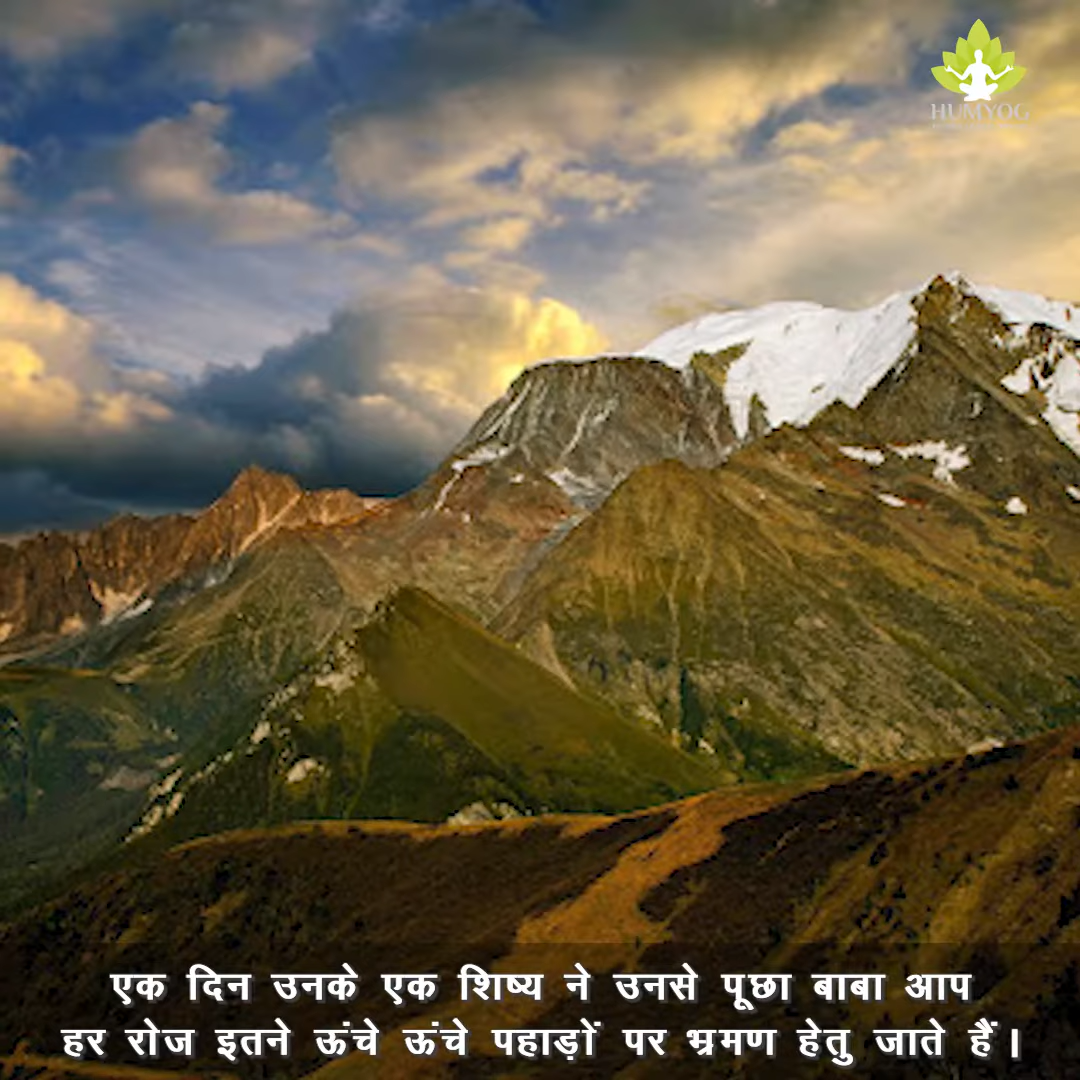 HUMYOG
एक दिन उनके एक शिष्य ने उनसे पूछा बाबा आप
हर रोज इतने ऊंचे ऊंचे पहाड़ों पर भ्रमण हेतु जाते हैं।